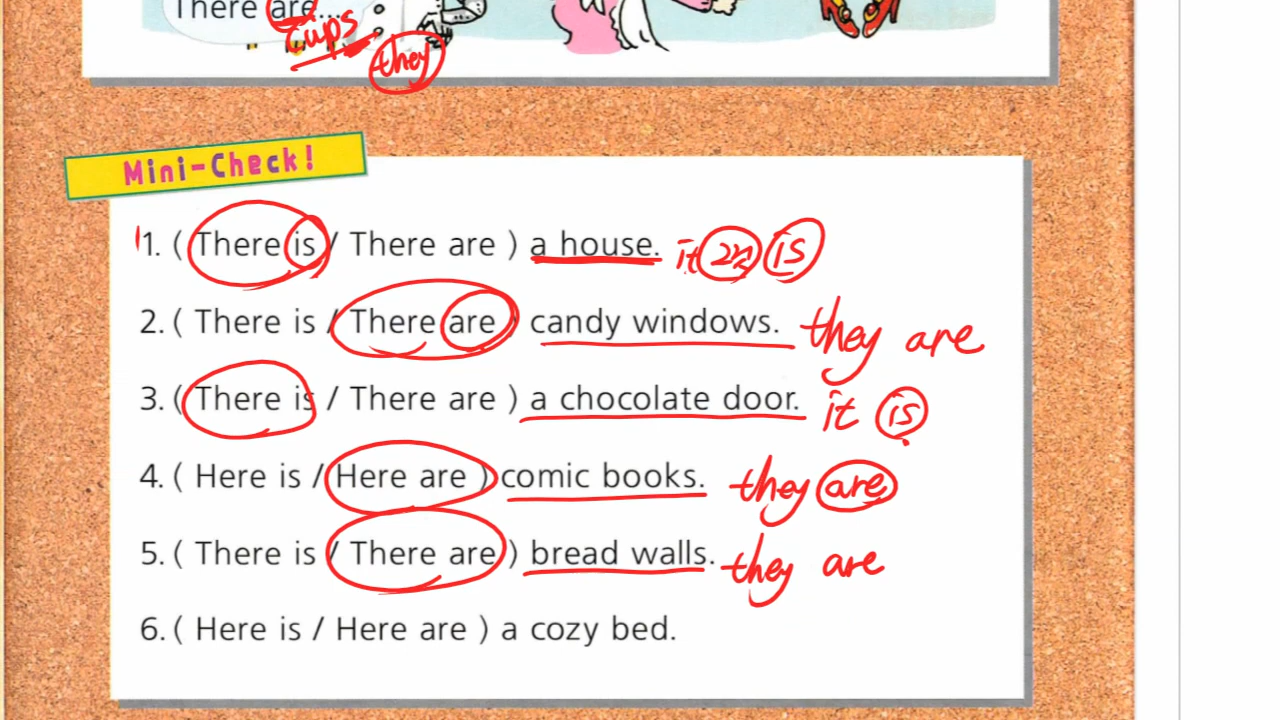 There are...
cups
they
Mini-Check!
1. ( There is / There are ) a house. it is
2. ( There is / There are ) candy windows. they are
3. ( There is / There are ) a chocolate door. it is
4. ( Here is / Here are ) comic books. they are
5. ( There is / There are ) bread walls. they are
6. ( Here is / Here are ) a cozy bed.